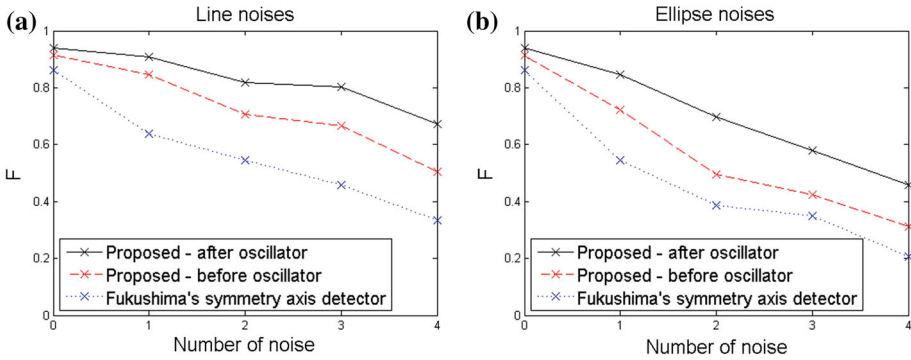 (a)
Line noises
1
0.8
0.6
0.4
0.2
0
F
Proposed - after oscillator
Proposed - before oscillator
Fukushima's symmetry axis detector
0 1 2 3 4
Number of noise
(b)
Ellipse noises
1
0.8
0.6
0.4
0.2
0
F
Proposed - after oscillator
Proposed - before oscillator
Fukushima's symmetry axis detector
0 1 2 3 4
Number of noise